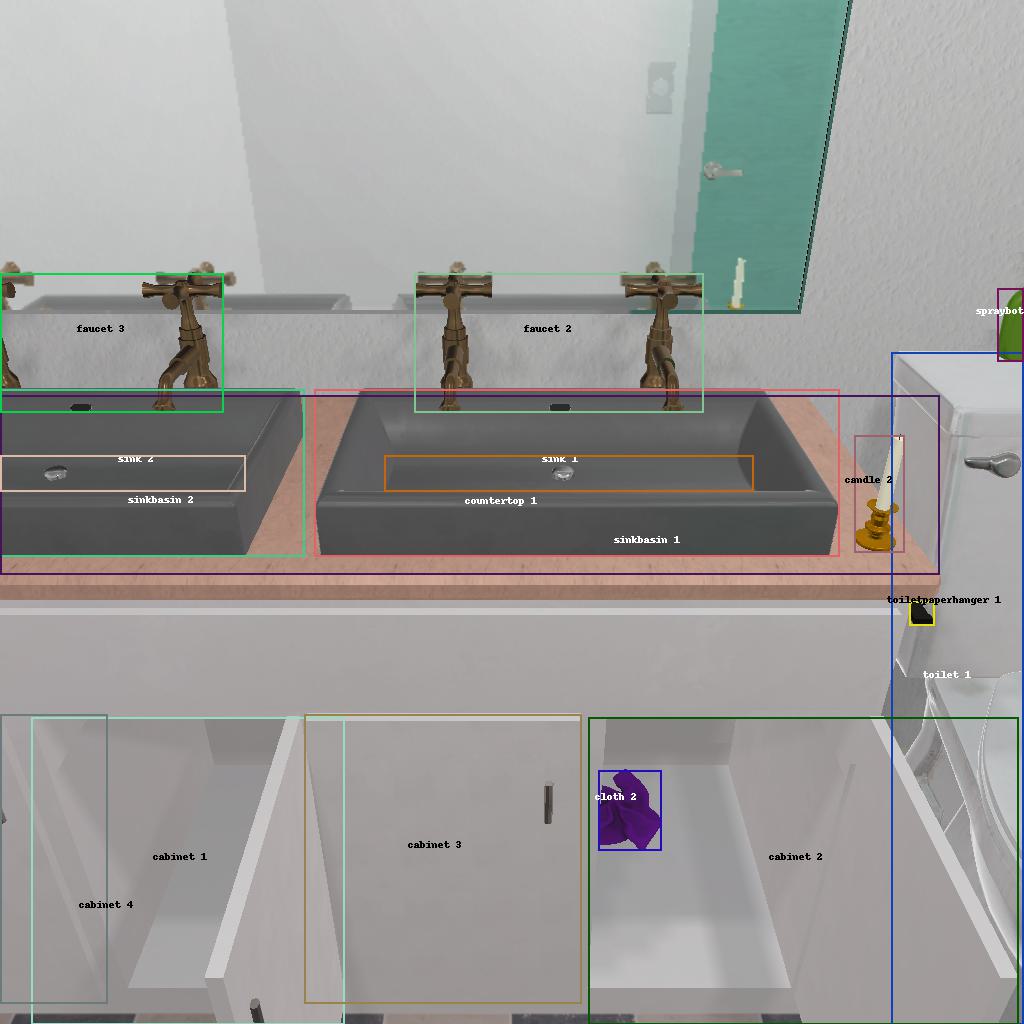 faucet 3
faucet 2
spraybot
sink 2
sink 1
candle 2
sinkbasin 2
countertop 1
sinkbasin 1
toiletpaperhanger 1
toilet 1
cloth 2
cabinet 3
cabinet 1
cabinet 2
cabinet 4